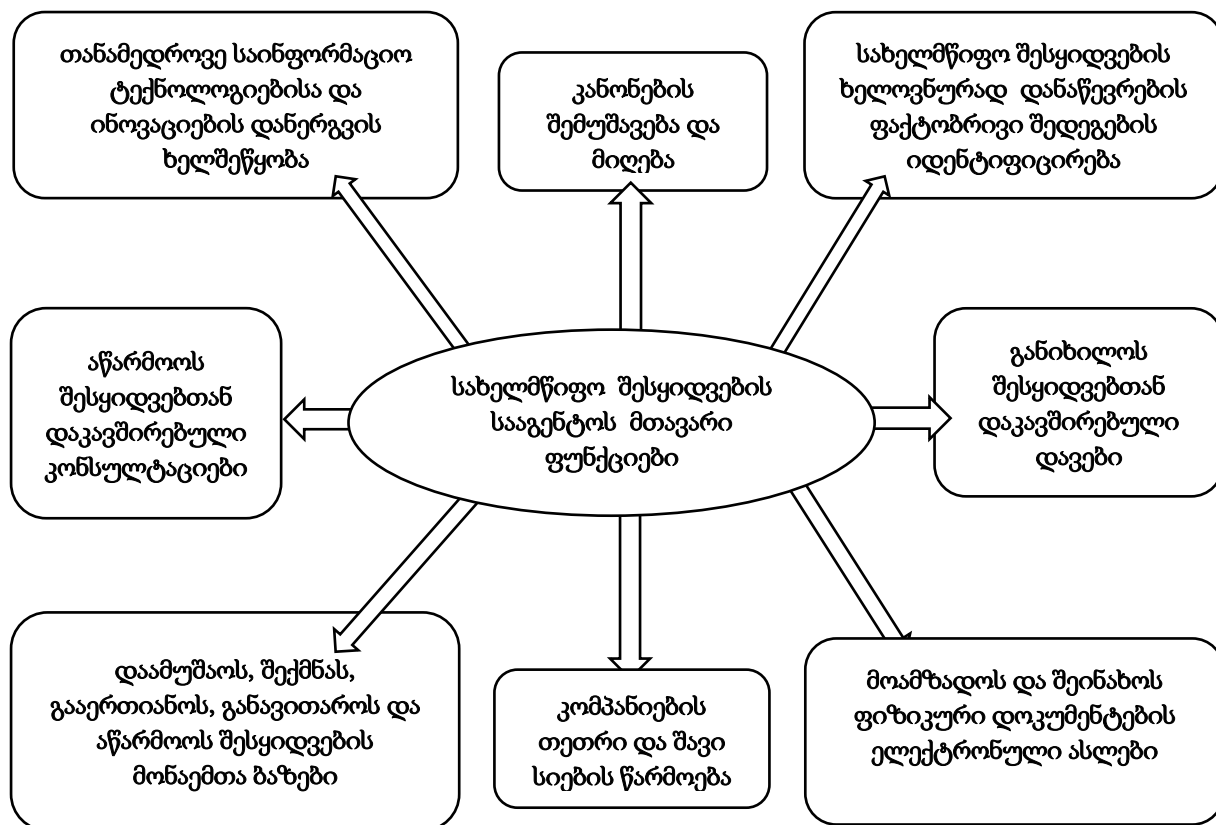 თანამედროვე საინფორმაციო
ტექნოლოგიებისა და
ინოვაციების დანერგვის
ხელშეწყობა
კანონების
შემუშავება და
მიღება
სახელმწიფო შესყიდვების
ხელოვნურად დანაწევრების
ფაქტობრივი შედეგების
იდენტიფიცირება
აწარმოოს
შესყიდვებთან
დაკავშირებული
კონსულტაციები
სახელმწიფო შესყიდვების
სააგენტოს მთავარი
ფუნქციები
განიხილოს
შესყიდვებთან
დაკავშირებული
დავები
დაამუშაოს, შექმნას,
გააერთიანოს, განავითაროს და
აწარმოოს შესყიდვების
მონაემთა ბაზები
კომპანიების
თეთრი და შავი
სიების წარმოება
მოამზადოს და შეინახოს
ფიზიკური დოკუმენტების
ელექტრონული ასლები